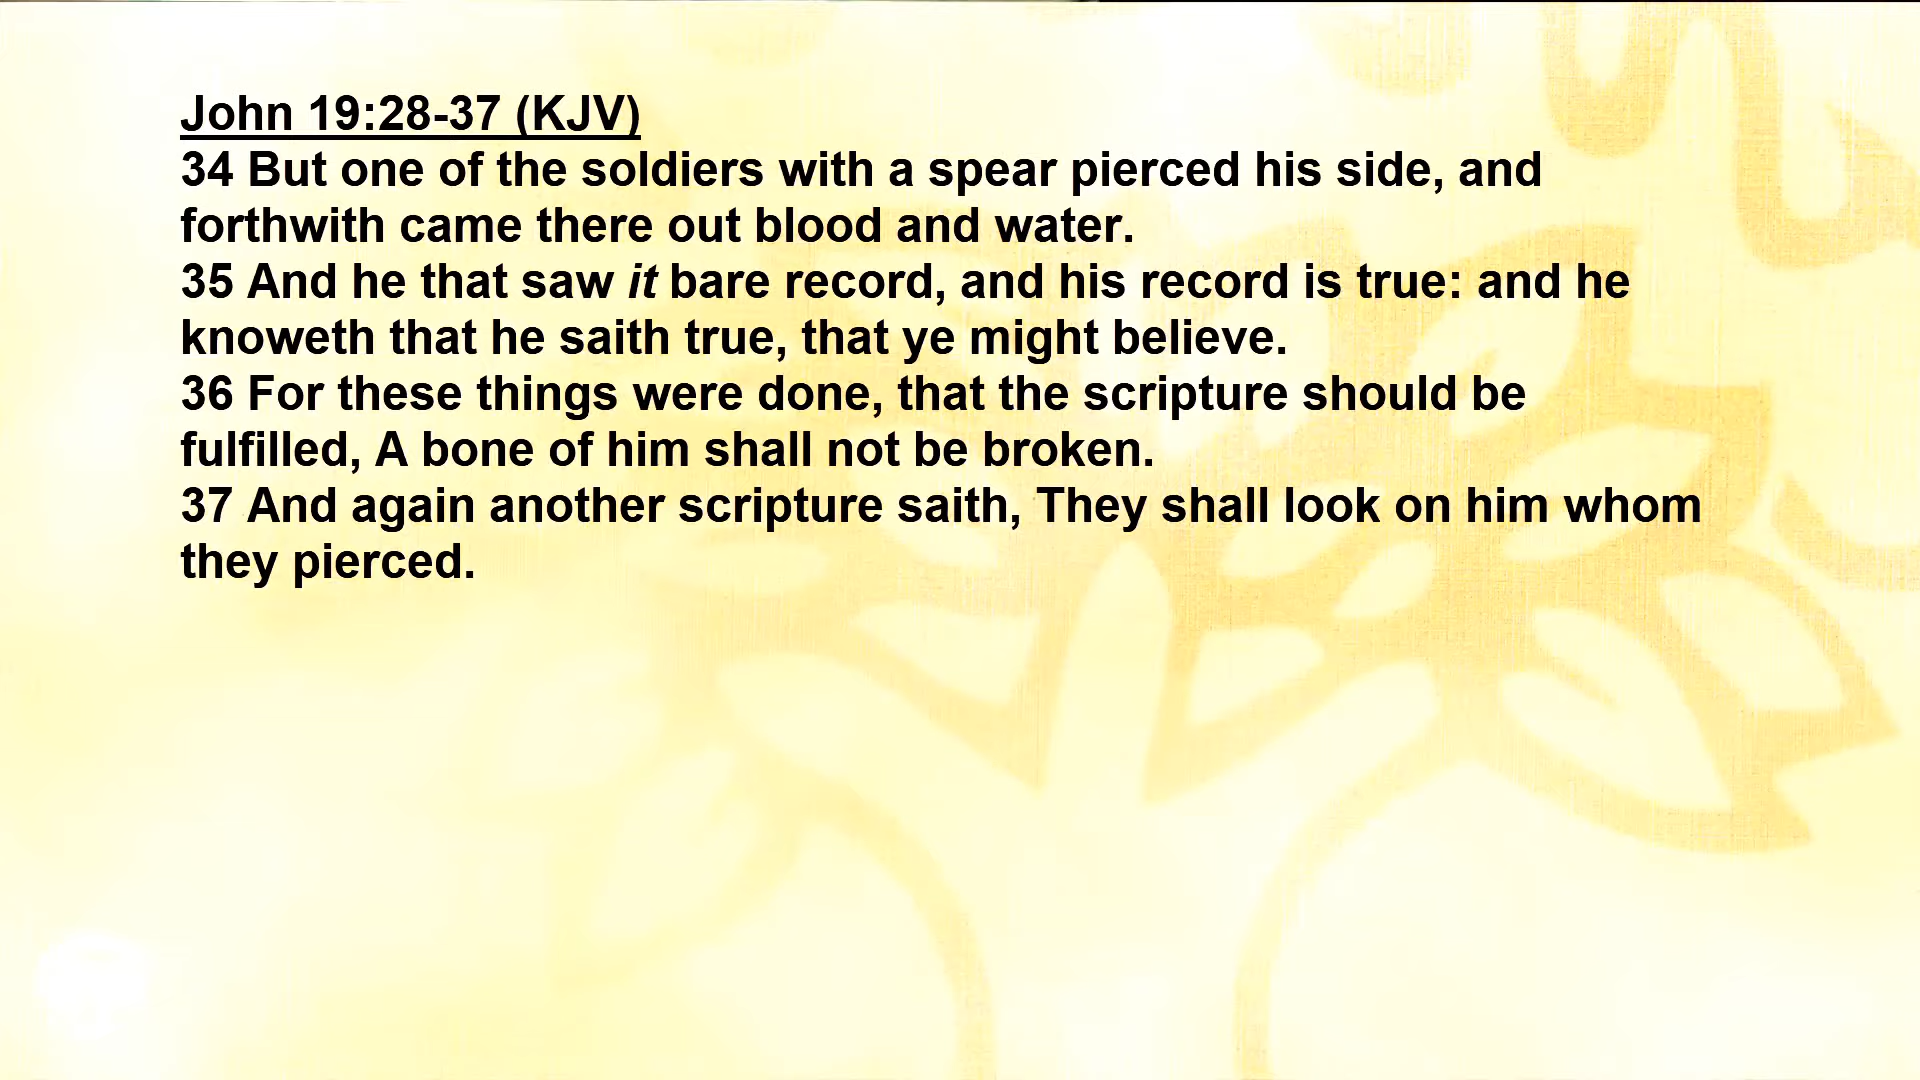 John 19:28-37 (KJV)
34 But one of the soldiers with a spear pierced his side, and
forthwith came there out blood and water.
35 And he that saw it bare record, and his record is true: and he
knoweth that he saith true, that ye might believe.
36 For these things were done, that the scripture should be
fulfilled, A bone of him shall not be broken.
37 And again another scripture saith, They shall look on him whom
they pierced.